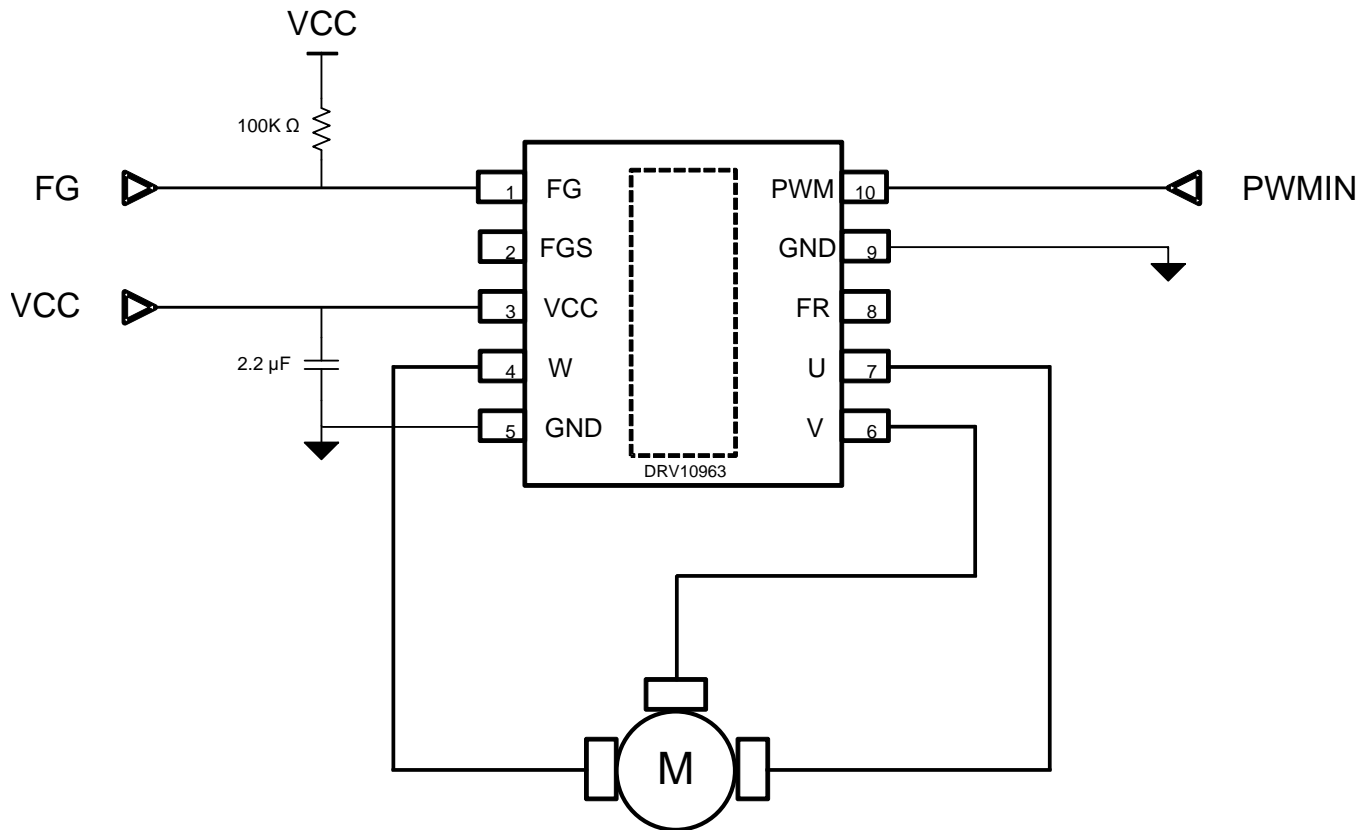 VCC
100K Ω
FG
1
FG
PWM
10
PWMIN
2
FGS
GND
9
VCC
3
VCC
FR
8
2.2 µF
4
W
U
7
5
GND
V
6
DRV10963
M